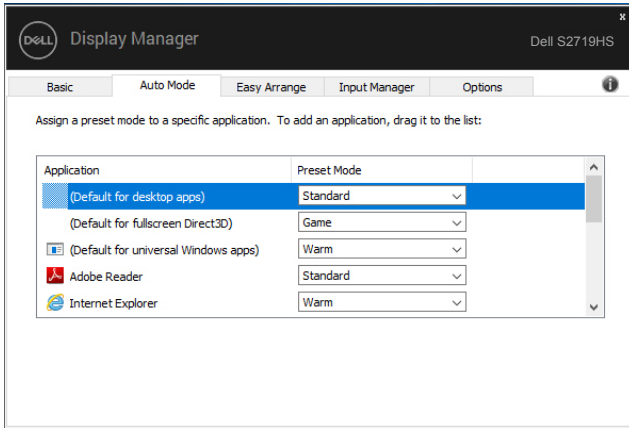 x
DELL Display Manager
Dell S2719HS
Basic Auto Mode Easy Arrange Input Manager Options i
Assign a preset mode to a specific application. To add an application, drag it to the list:
Application Preset Mode
(Default for desktop apps) Standard
(Default for fullscreen Direct3D) Game
(Default for universal Windows apps) Warm
Adobe Reader Standard
Internet Explorer Warm